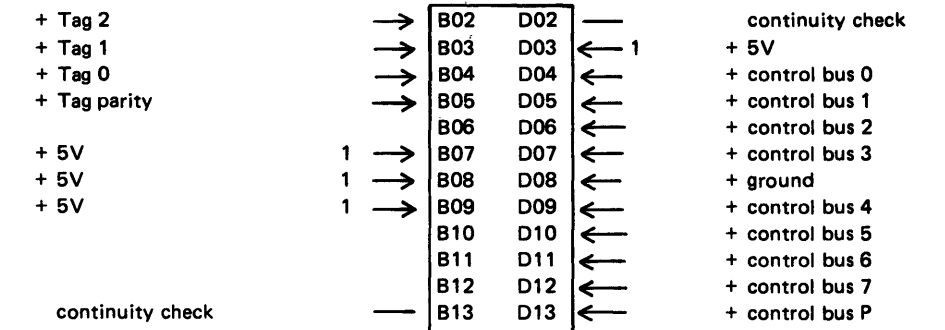 + Tag 2 B02 D02 continuity check
+ Tag 1 B03 D03 1 + 5V
+ Tag 0 B04 D04 + control bus 0
+ Tag parity B05 D05 + control bus 1
B06 D06 + control bus 2
+ 5V 1 B07 D07 + control bus 3
+ 5V 1 B08 D08 + ground
+ 5V 1 B09 D09 + control bus 4
B10 D10 + control bus 5
B11 D11 + control bus 6
B12 D12 + control bus 7
continuity check B13 D13 + control bus P